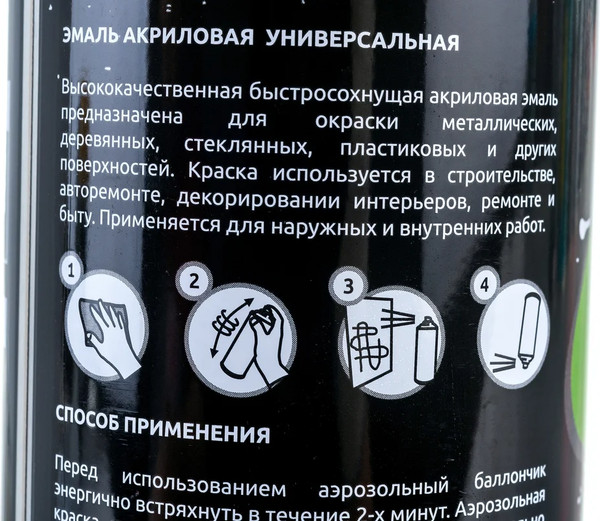 ЭМАЛЬ АКРИЛОВАЯ УНИВЕРСАЛЬНАЯ
Высококачественная быстросохнущая акриловая эмаль
предназначена для окраски металлических,
деревянных, стеклянных, пластиковых и других
поверхностей. Краска используется в строительстве,
авторемонте, декорировании интерьеров, ремонте и
быту. Применяется для наружных и внутренних работ.
1 2 3 4
СПОСОБ ПРИМЕНЕНИЯ
Перед использованием аэрозольный баллончик
энергично встряхнуть в течение 2-х минут. Аэрозольная
краска